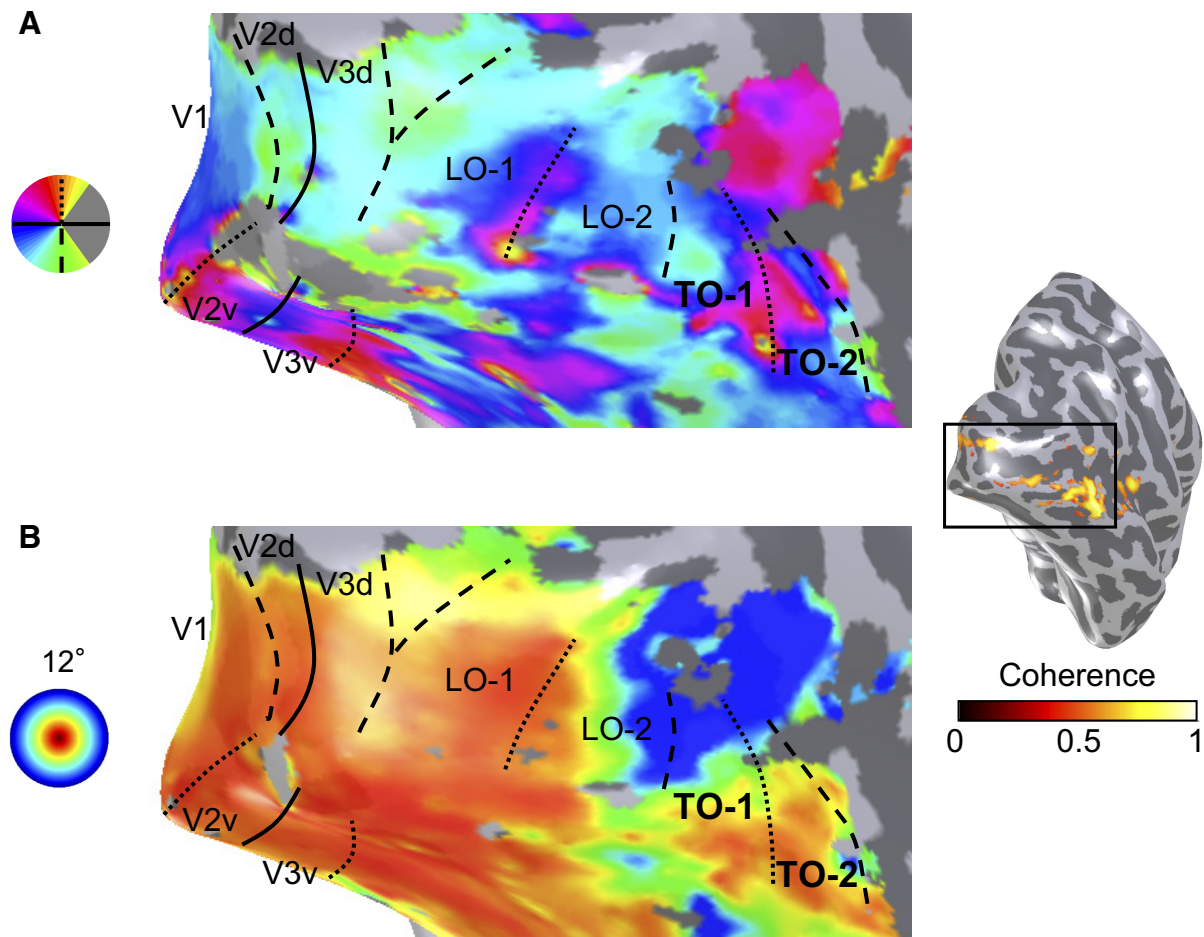 A
V2d
V3d
V1
LO-1
LO-2
TO-1
V2v
V3v
TO-2
B
V2d
V3d
V1
12°
LO-1
LO-2
TO-1
V2v
V3v
TO-2
Coherence
0 0.5 1